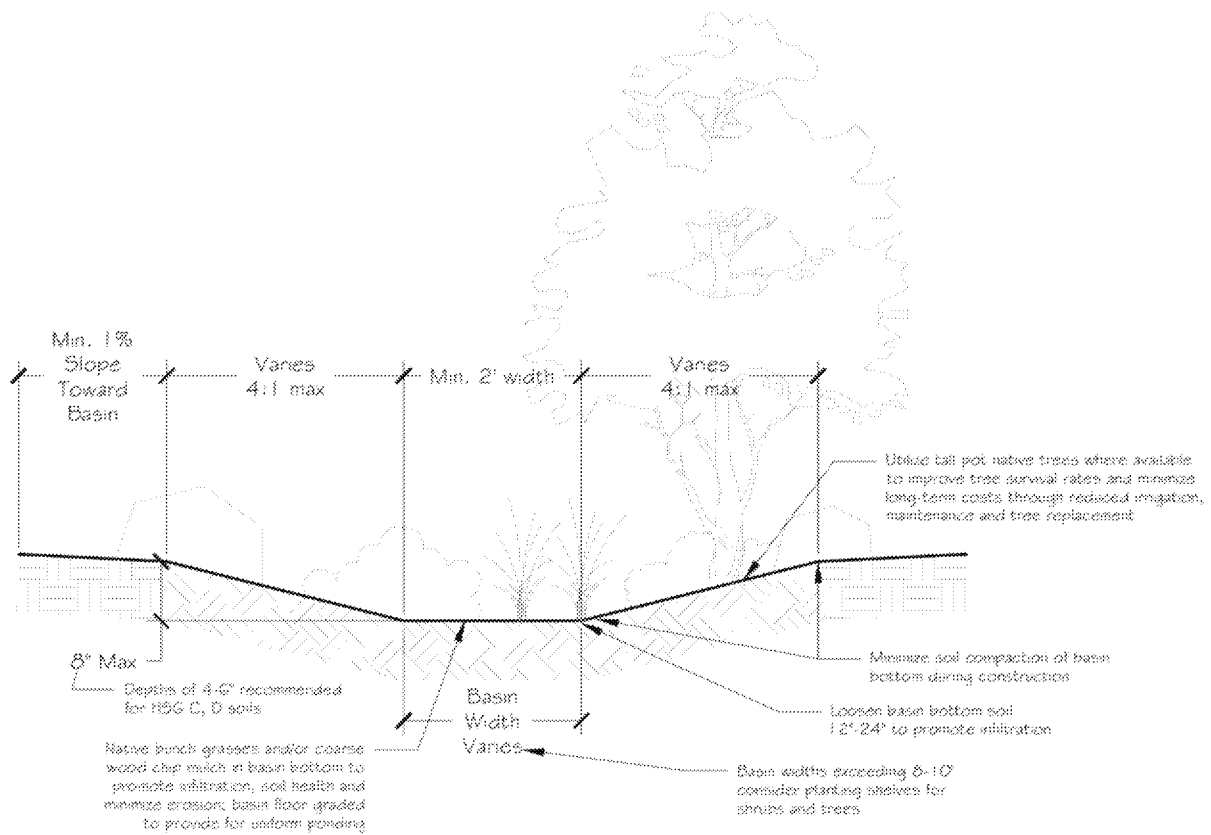 Min. 1%
Slope
Toward
Basin
Varies
4:1 max
Min. 2' width
Varies
4:1 max
Utilize tall pot native trees where available
to improve tree survival rates and minimize
long-term costs through reduced irrigation,
maintenance and tree replacement
8" Max
Depths of 4-6" recommended
for HSG C, D soils
Minimize soil compaction of basin
bottom during construction
Basin
Width
Varies
Loosen basin bottom soil
12"-24" to promote infiltration
Native bunch grasses and/or coarse
wood chip mulch in basin bottom to
promote infiltration, soil health and
minimize erosion; basin floor graded
to provide for uniform ponding
Basin widths exceeding 8-10'
consider planting shelves for
shrubs and trees